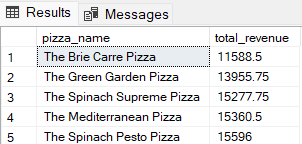 Results Messages
pizza_name total_revenue
1 The Brie Carre Pizza 11588.5
2 The Green Garden Pizza 13955.75
3 The Spinach Supreme Pizza 15277.75
4 The Mediterranean Pizza 15360.5
5 The Spinach Pesto Pizza 15596